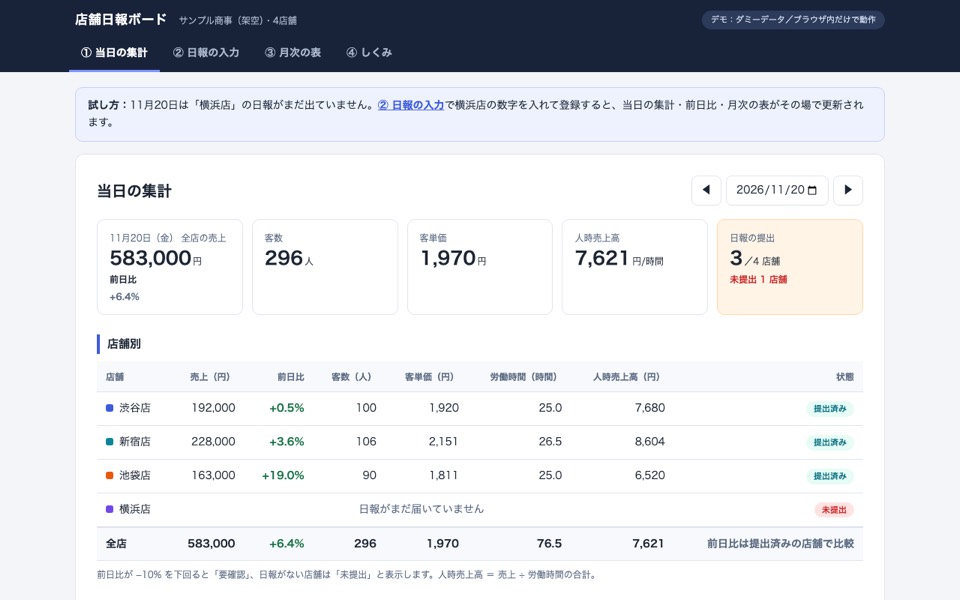 店舗日報ボード サンプル商事（架空）・4店舗
デモ：ダミーデータ／ブラウザ内だけで動作
① 当日の集計 ② 日報の入力 ③ 月次の表 ④ しくみ
試し方：11月20日は「横浜店」の日報がまだ出ていません。② 日報の入力で横浜店の数字を入れて登録すると、当日の集計・前日比・月次の表がその場で更新され
ます。
当日の集計
◀ 2026/11/20 ▶
11月20日（金） 全店の売上
583,000円
前日比
+6.4%
客数
296人
客単価
1,970円
人時売上高
7,621円/時間
日報の提出
3／4 店舗
未提出 1 店舗
店舗別
店舗 売上（円） 前日比 客数（人） 客単価（円） 労働時間（時間） 人時売上高（円） 状態
渋谷店 192,000 +0.5% 100 1,920 25.0 7,680 提出済み
新宿店 228,000 +3.6% 106 2,151 26.5 8,604 提出済み
池袋店 163,000 +19.0% 90 1,811 25.0 6,520 提出済み
横浜店 日報がまだ届いていません 未提出
全店 583,000 +6.4% 296 1,970 76.5 7,621 前日比は提出済みの店舗で比較
前日比が −10% を下回ると「要確認」、日報がない店舗は「未提出」と表示します。人時売上高 ＝ 売上 ÷ 労働時間の合計。